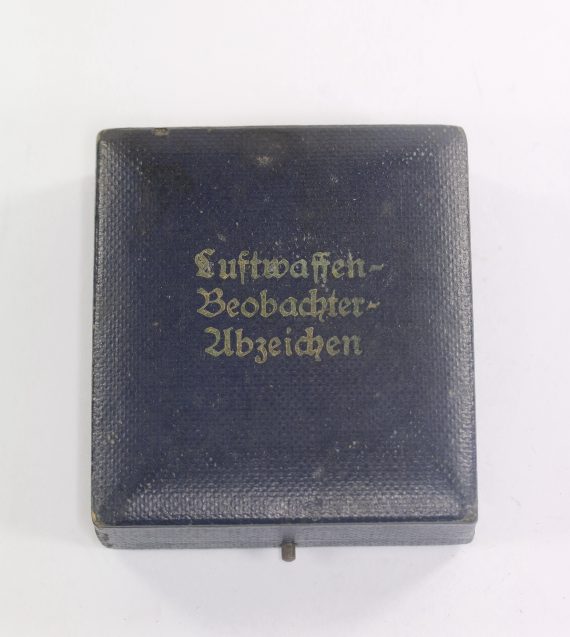 Luftwaffen-
Beobachter-
Abzeichen